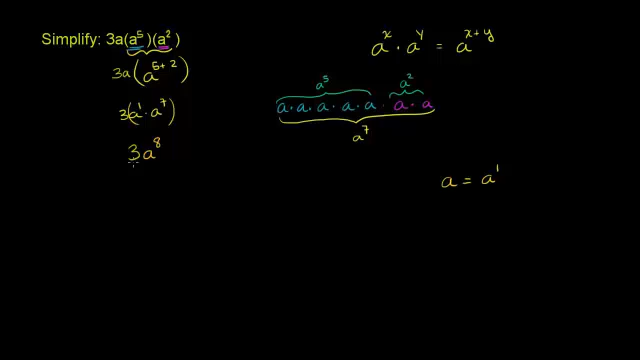 Simplify: 3a(a⁵)(a²)
3a(a⁵⁺²)
3(a¹·a⁷)
3a⁸
aˣ · aʸ = aˣ⁺ʸ
a⁵ a²
a·a·a·a·a · a·a
a⁷
a = a¹